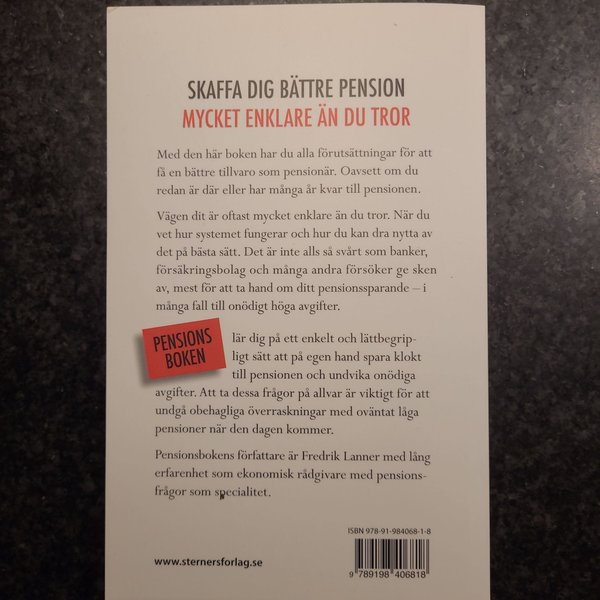 SKAFFA DIG BÄTTRE PENSION
MYCKET ENKLARE ÄN DU TROR
Med den här boken har du alla förutsättningar för att
få en bättre tillvaro som pensionär. Oavsett om du
redan är där eller har många år kvar till pensionen.
Vägen dit är oftast mycket enklare än du tror. När du
vet hur systemet fungerar och hur du kan dra nytta av
det på bästa sätt. Det är inte alls så svårt som banker,
försäkringsbolag och många andra försöker ge sken
av, mest för att ta hand om ditt pensionssparande – i
många fall till onödigt höga avgifter.
PENSIONS
BOKEN
lär dig på ett enkelt och lättbegrip-
ligt sätt att på egen hand spara klokt
till pensionen och undvika onödiga
avgifter. Att ta dessa frågor på allvar är viktigt för att
undgå obehagliga överraskningar med oväntat låga
pensioner när den dagen kommer.
Pensionsbokens författare är Fredrik Lanner med lång
erfarenhet som ekonomisk rådgivare med pensions-
frågor som specialitet.
ISBN 978-91-984068-1-8
www.sternersforlag.se
9 789198 406818